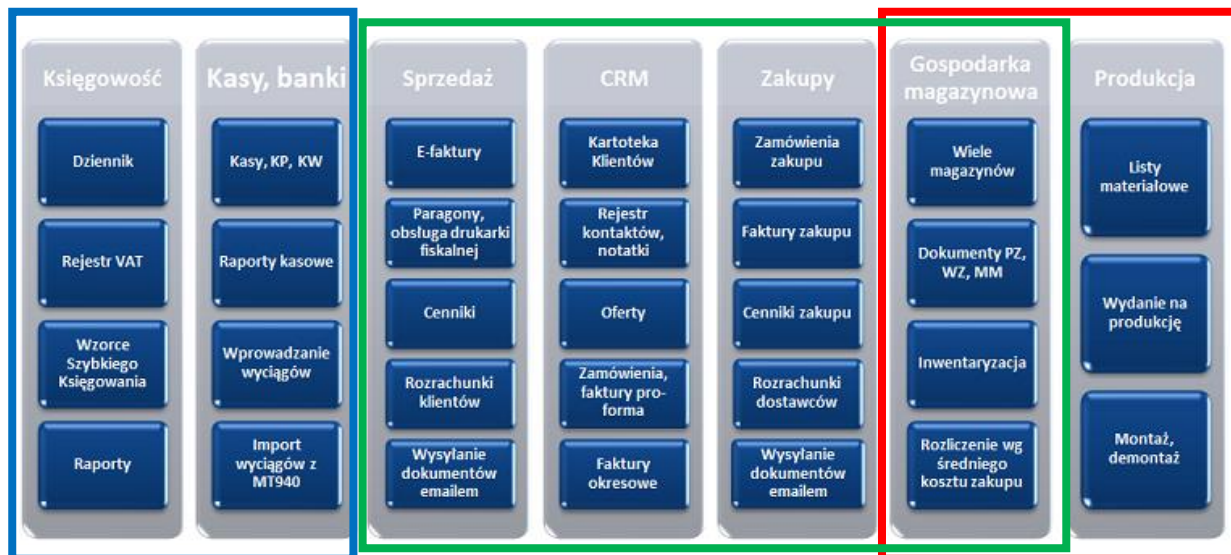 Księgowość
Dziennik
Rejestr VAT
Wzorce
Szybkiego
Księgowania
Raporty
Kasy, banki
Kasy, KP, KW
Raporty kasowe
Wprowadzanie
wyciągów
Import
wyciągów z
MT940
Sprzedaż
E-faktury
Paragony,
obsługa drukarki
fiskalnej
Cenniki
Rozrachunki
klientów
Wysyłanie
dokumentów
emailem
CRM
Kartoteka
Klientów
Rejestr
kontaktów,
notatki
Oferty
Zamówienia,
faktury pro-
forma
Faktury
okresowe
Zakupy
Zamówienia
zakupu
Faktury zakupu
Cenniki zakupu
Rozrachunki
dostawców
Wysyłanie
dokumentów
emailem
Gospodarka
magazynowa
Wiele
magazynów
Dokumenty PZ,
WZ, MM
Inwentaryzacja
Rozliczenie wg
średniego
kosztu zakupu
Produkcja
Listy
materiałowe
Wydanie na
produkcję
Montaż,
demontaż